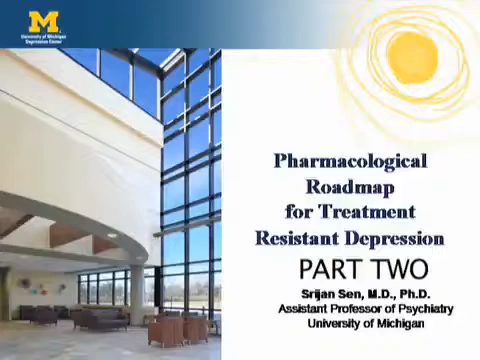 M
University of Michigan
Depression Center
Pharmacological
Roadmap
for Treatment
Resistant Depression
PART TWO
Srijan Sen, M.D., Ph.D.
Assistant Professor of Psychiatry
University of Michigan